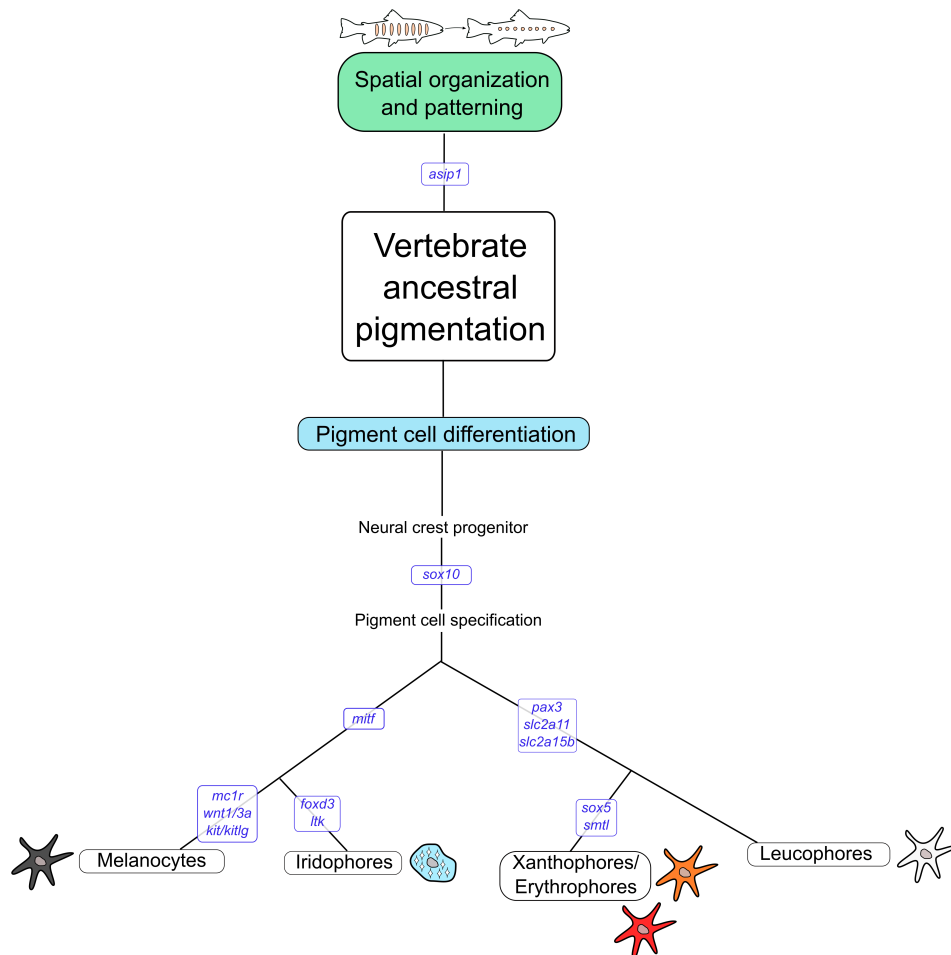 Spatial organization
and patterning
asip1
Vertebrate
ancestral
pigmentation
Pigment cell differentiation
Neural crest progenitor
sox10
Pigment cell specification
mitf
pax3
slc2a11
slc2a15b
mc1r
wnt1/3a
kit/kitlg
foxd3
ltk
sox5
smtl
Melanocytes
Iridophores
Xanthophores/
Erythrophores
Leucophores